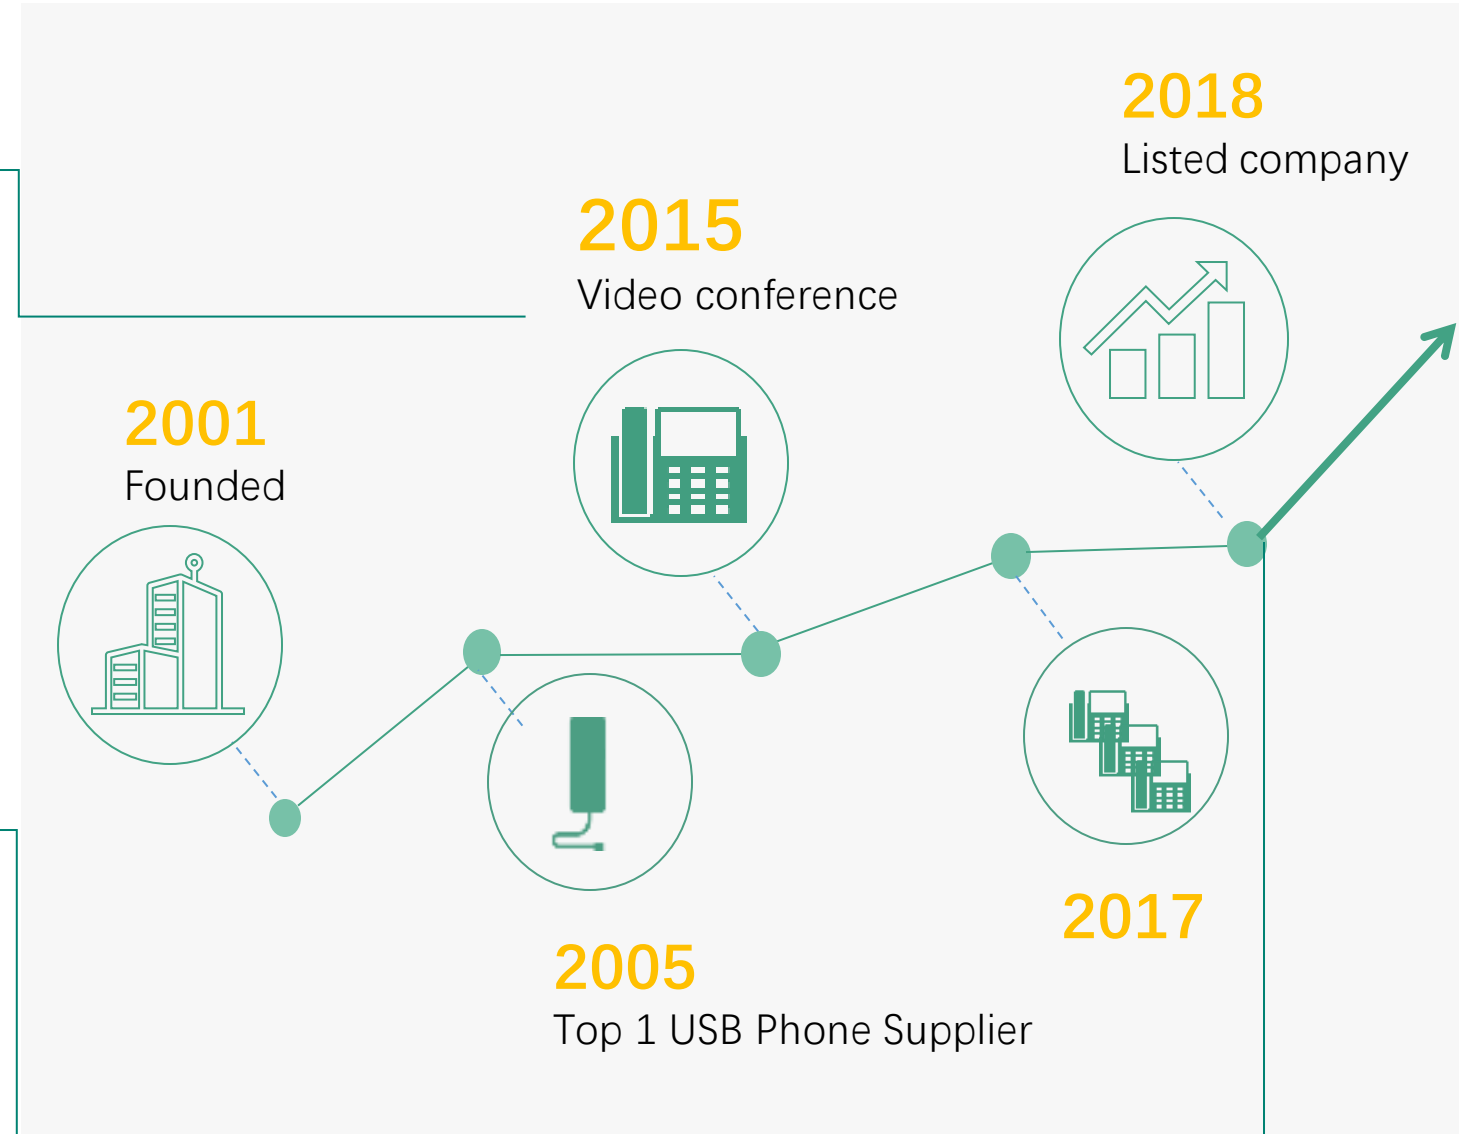 2001
Founded
2005
Top 1 USB Phone Supplier
2015
Video conference
2017
2018
Listed company